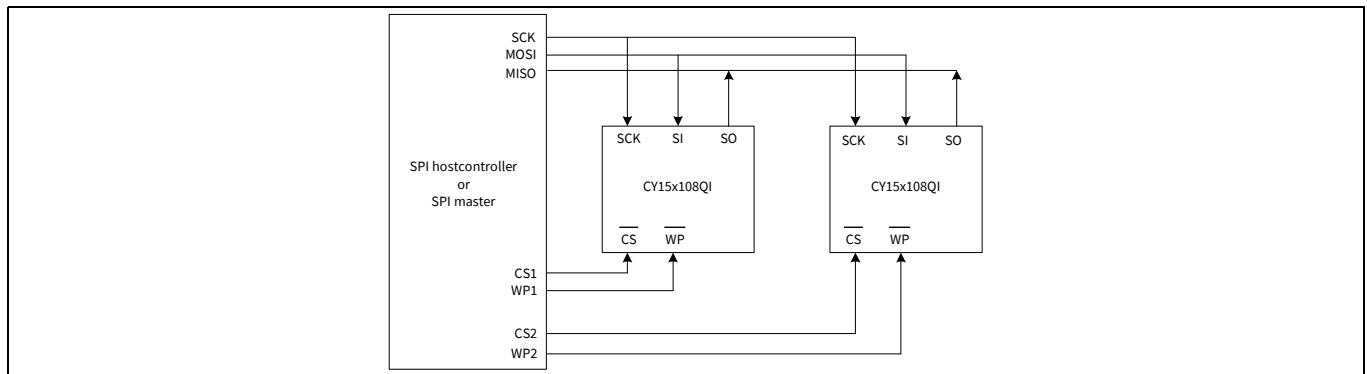 SCK
MOSI
MISO
SPI hostcontroller
or
SPI master
CS1
WP1
CS2
WP2
SCK SI SO
CY15x108QI
CS WP
SCK SI SO
CY15x108QI
CS WP